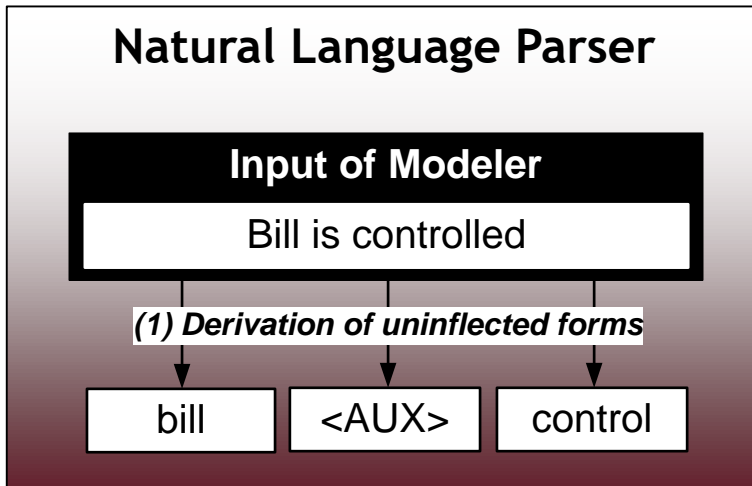 Natural Language Parser
Input of Modeler
Bill is controlled
(1) Derivation of uninflected forms
bill <AUX> control